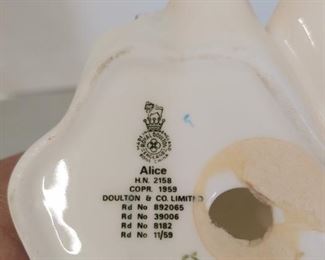 Alice
H.N. 2158
COPR. 1959
DOULTON & CO. LIMITED
Rd No 892065
Rd No 39006
Rd No 8182
Rd No 11/59